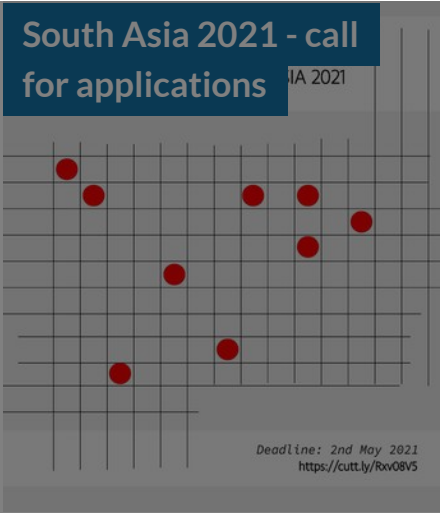 South Asia 2021 - call
for applications
SIA 2021
Deadline: 2nd May 2021
https://cutt.ly/Rxv08V5